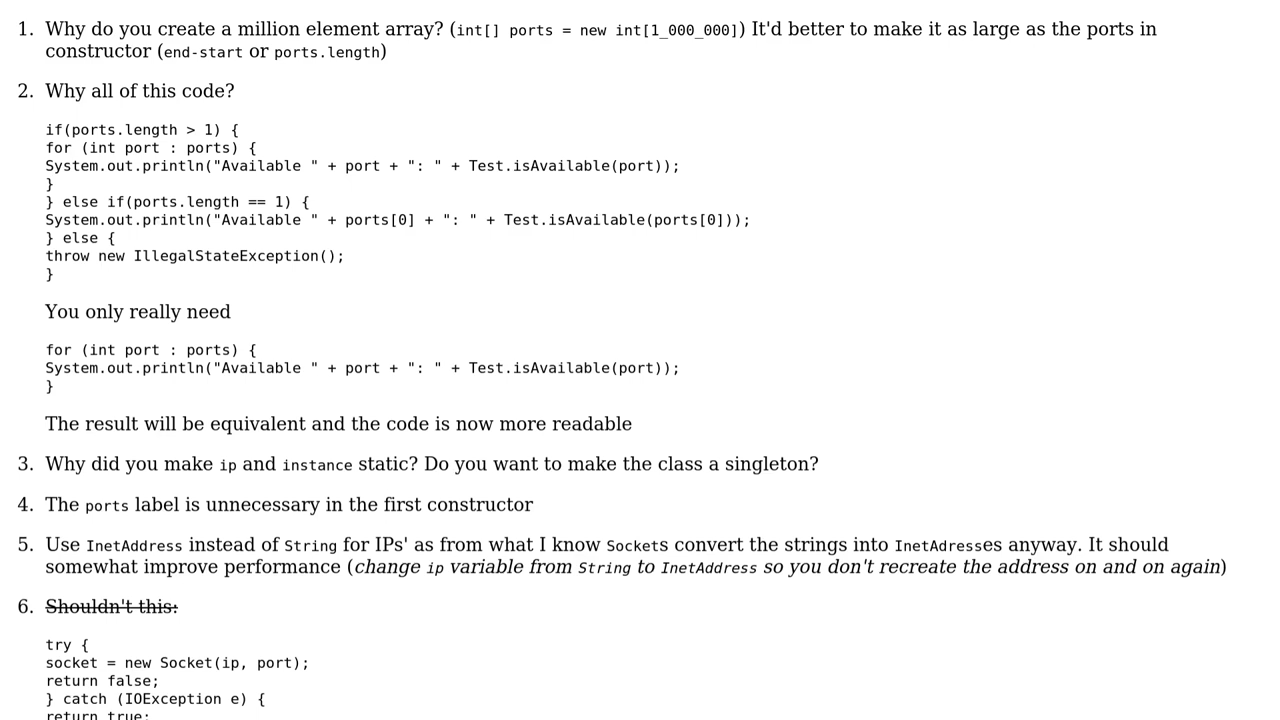 1. Why do you create a million element array? (int[] ports = new int[1_000_000]) It'd better to make it as large as the ports in
constructor (end-start or ports.length)
2. Why all of this code?
if(ports.length > 1) {
for (int port : ports) {
System.out.println("Available " + port + ": " + Test.isAvailable(port));
}
} else if(ports.length == 1) {
System.out.println("Available " + ports[0] + ": " + Test.isAvailable(ports[0]));
} else {
throw new IllegalStateException();
}
You only really need
for (int port : ports) {
System.out.println("Available " + port + ": " + Test.isAvailable(port));
}
The result will be equivalent and the code is now more readable
3. Why did you make ip and instance static? Do you want to make the class a singleton?
4. The ports label is unnecessary in the first constructor
5. Use InetAddress instead of String for IPs' as from what I know Sockets convert the strings into InetAdresses anyway. It should
somewhat improve performance (change ip variable from String to InetAddress so you don't recreate the address on and on again)
6. Shouldn't this:
try {
socket = new Socket(ip, port);
return false;
} catch (IOException e) {
return true;